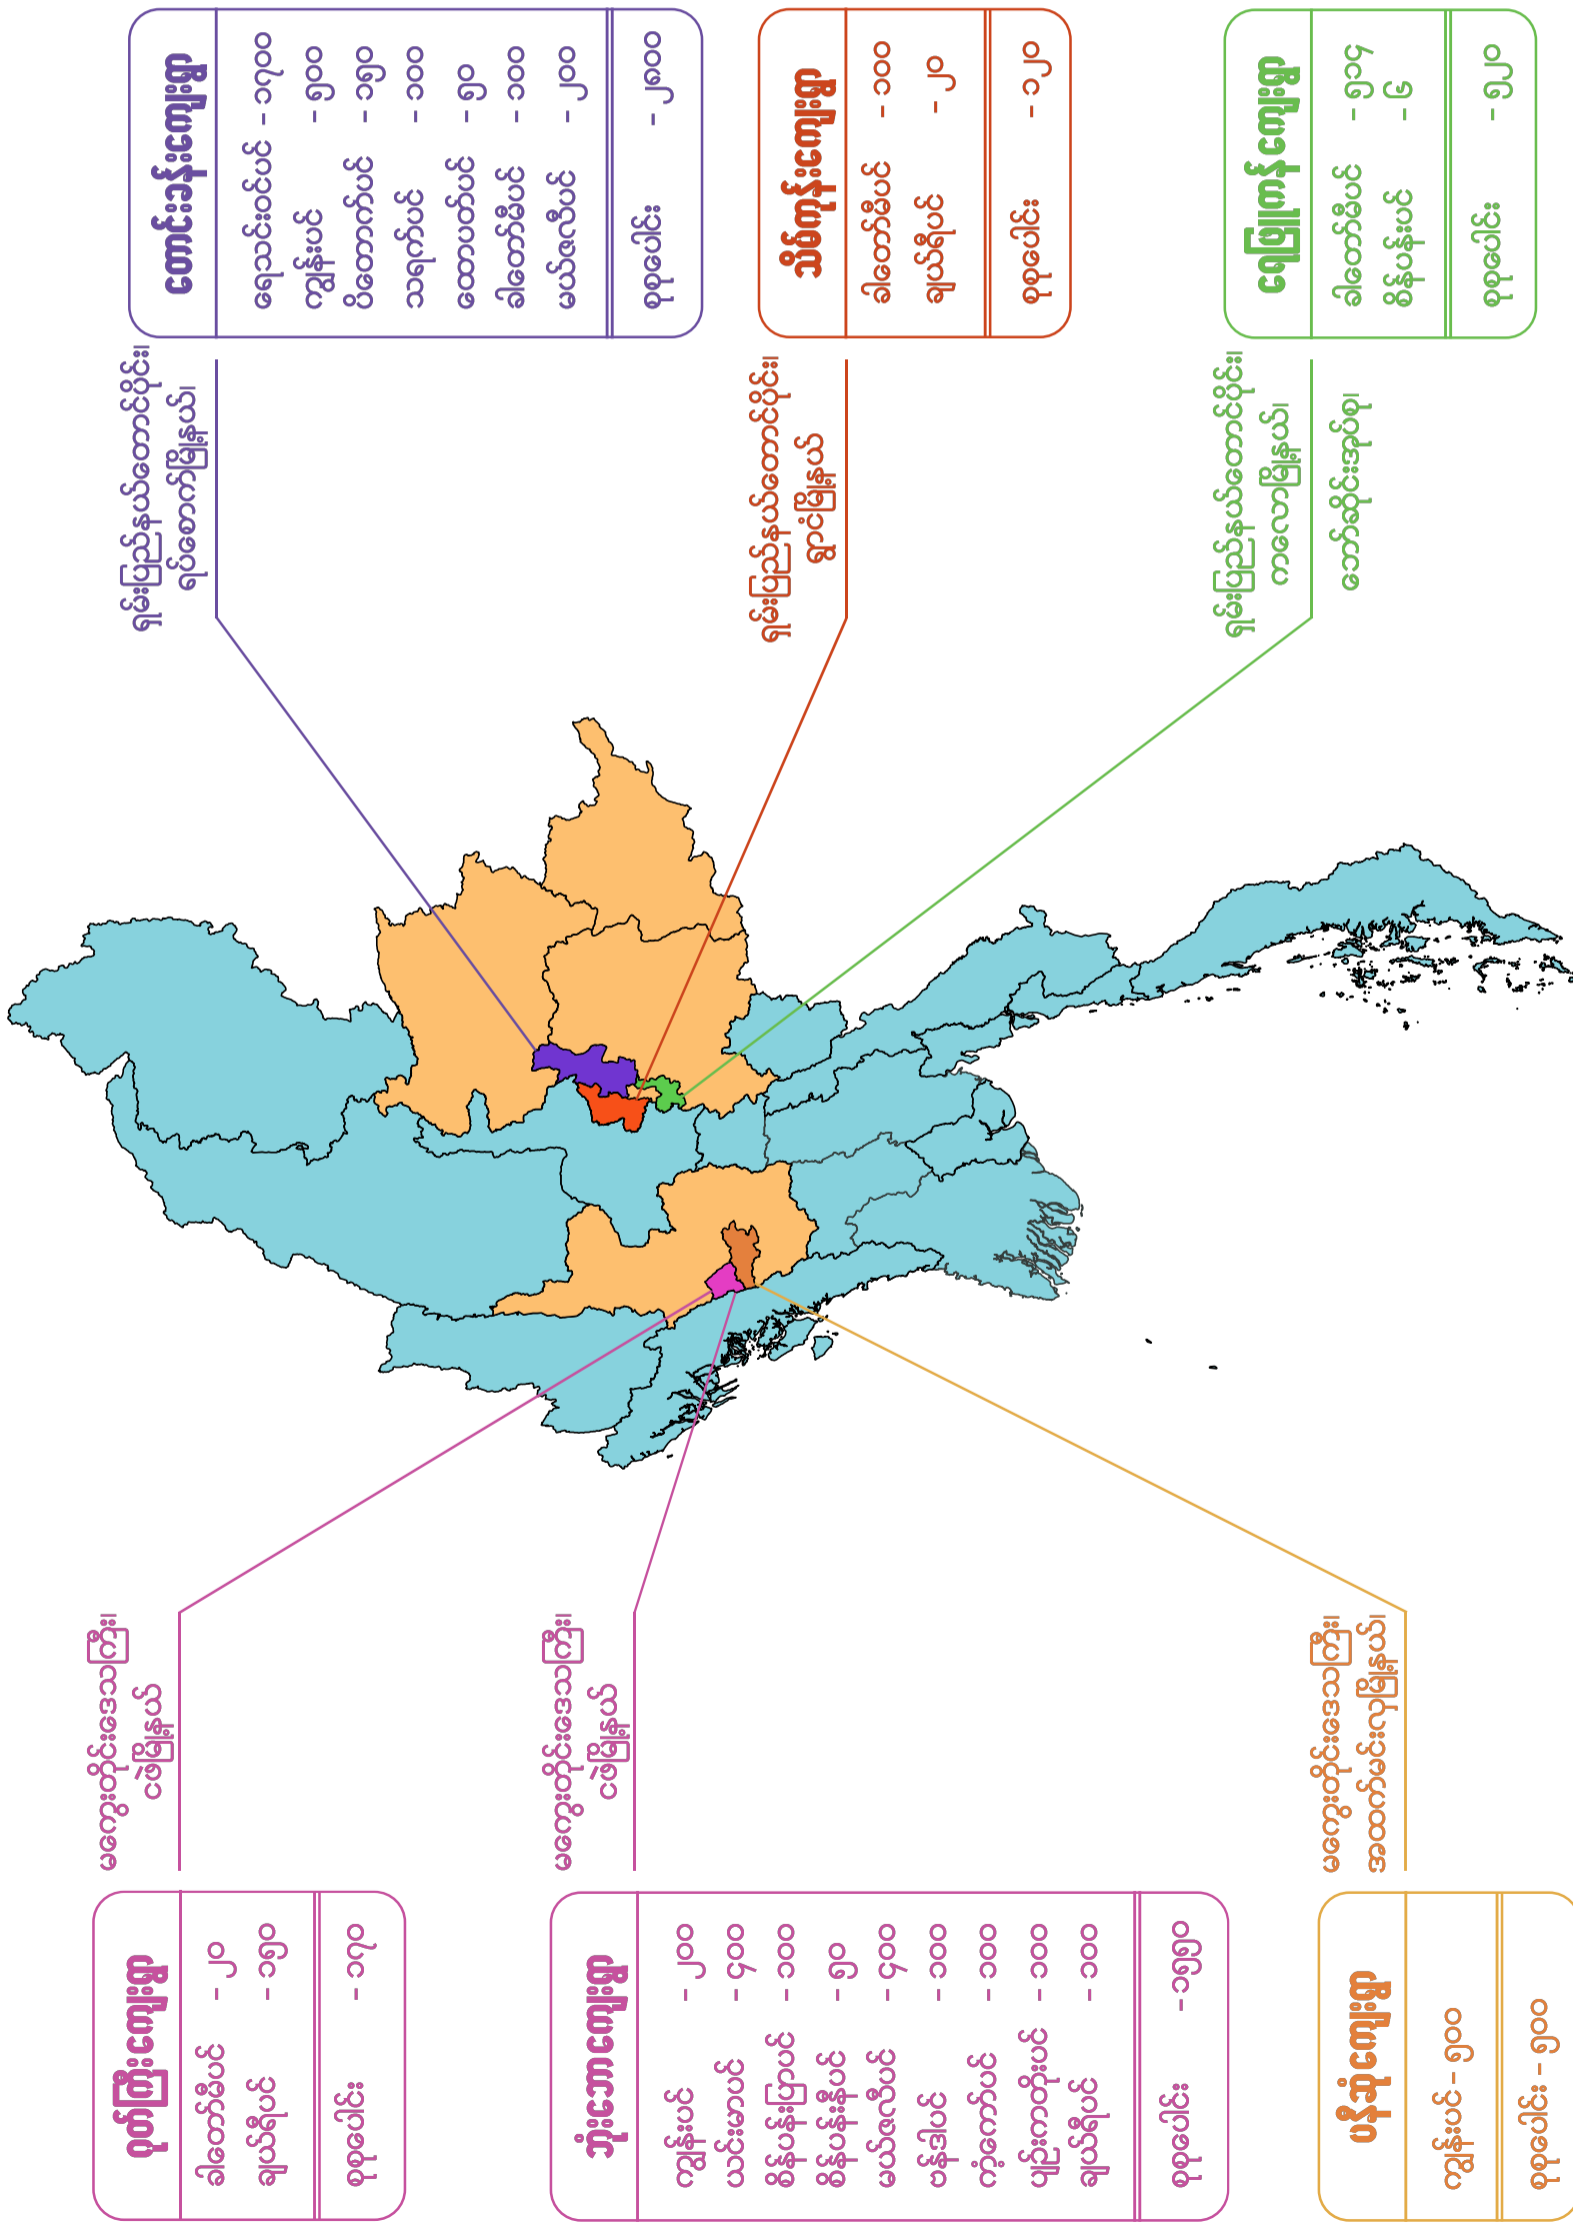 မကွေးတိုင်းဒေသကြီး၊
ငဖဲမြို့နယ်
ပုတ်ကြီးကျေးရွာ
ခါတော်မီပင် - ၂၀
ချယ်ရီပင် - ၁၅၀
စုစုပေါင်း - ၁၇၀
မကွေးတိုင်းဒေသကြီး၊
ငဖဲမြို့နယ်
ဒုံးဘောကျေးရွာ
ကျွန်းပင် - ၂၀၀
ယင်းမာပင် - ၄၀၀
စိန်ပန်းပြာပင် - ၁၀၀
စိန်ပန်းနီပင် - ၅၀
မယ်ဇလီပင် - ၄၀၀
ဗန်ဒါပင် - ၁၀၀
ကံ့ကော်ပင် - ၁၀၀
ပျဉ်းကတိုးပင် - ၁၀၀
ချယ်ရီပင် - ၁၀၀
စုစုပေါင်း - ၁၅၅၀
မကွေးတိုင်းဒေသကြီး၊
အထက်မင်းလှမြို့နယ်၊
ပနီဆုံကျေးရွာ
ကျွန်းပင် - ၅၀၀
စုစုပေါင်း - ၅၀၀
ရှမ်းပြည်နယ်တောင်ပိုင်း၊
ရပ်စောက်မြို့နယ်၊
တောင်းခန်းကျေးရွာ
ရေသင်းဝင်ပင် - ၁၇၀၀
ကျွန်းပင် - ၅၀၀
ပိတောက်ပင် - ၁၅၀
သရက်ပင် - ၁၀၀
ထောပတ်ပင် - ၅၀
ခါတော်မီပင် - ၁၀၀
မယ်ဇလီပင် - ၂၀၀
စုစုပေါင်း - ၂၈၀၀
ရှမ်းပြည်နယ်တောင်ပိုင်း၊
ရွာငံမြို့နယ်
သိမ်ကုန်းကျေးရွာ
ခါတော်မီပင် - ၁၀၀
ချယ်ရီပင် - ၂၀
စုစုပေါင်း - ၁၂၀
ရှမ်းပြည်နယ်တောင်ပိုင်း၊
ကလောမြို့နယ်၊
ဘော်ဆိုင်းအုပ်စု၊
ရေဖြူကန် ကျေးရွာ
ခါတော်မီပင် - ၅၁၄
စိန်ပန်းပင် - ၆
စုစုပေါင်း - ၅၂၀